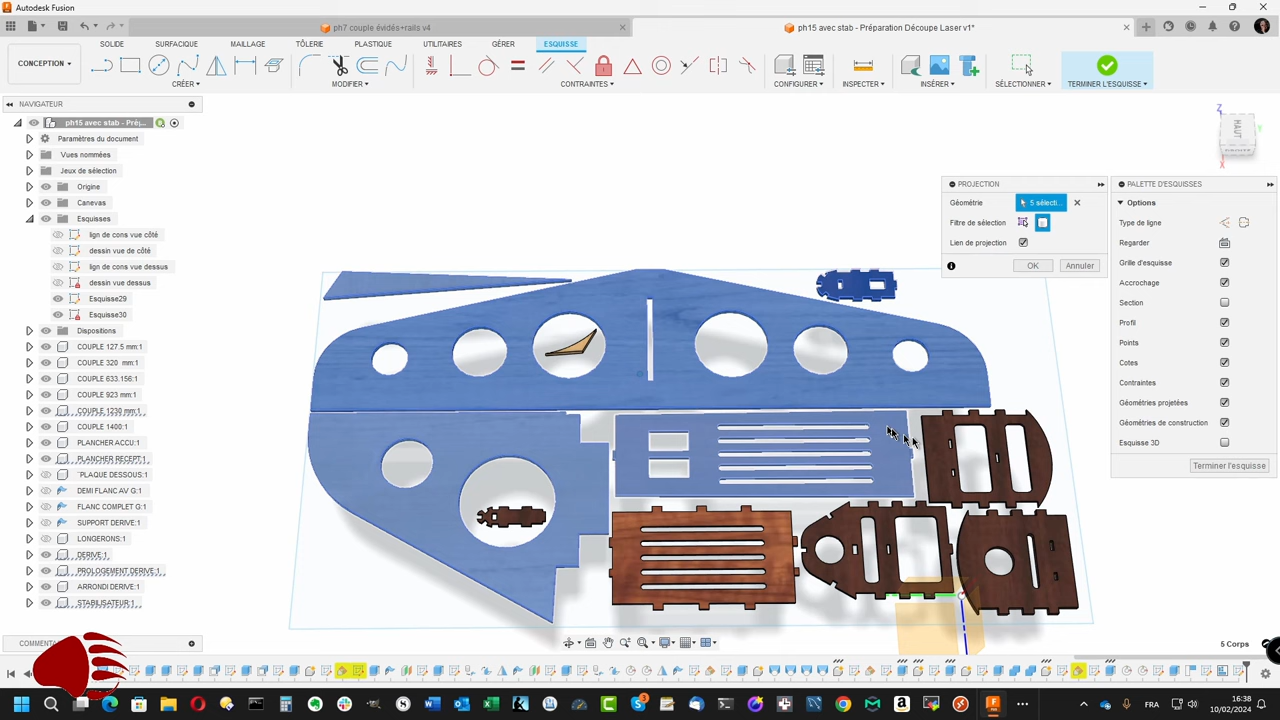 Autodesk Fusion
ph7 couple évidés+rails v4
ph15 avec stab - Préparation Découpe Laser v1*
CONCEPTION
SOLIDE
SURFACIQUE
MAILLAGE
TÔLERIE
PLASTIQUE
UTILITAIRES
GÉRER
ESQUISSE
CRÉER
MODIFIER
CONTRAINTES
CONFIGURER
INSPECTER
INSÉRER
SÉLECTIONNER
TERMINER L'ESQUISSE
NAVIGATEUR
ph15 avec stab - Prép...
Paramètres du document
Vues nommées
Jeux de sélection
Origine
Canevas
Esquisses
lign de cons vue côté
dessin vue de côté
lign de cons vue dessus
dessin vue dessus
Esquisse29
Esquisse30
Dispositions
COUPLE 127.5 mm:1
COUPLE 320 mm:1
COUPLE 633.156:1
COUPLE 923 mm:1
COUPLE 1230 mm:1
COUPLE 1400:1
PLANCHER ACCU:1
PLANCHER RECEPT:1
PLAQUE DESSOUS:1
DEMI FLANC AV G:1
FLANC COMPLET G:1
SUPPORT DERIVE:1
LONGERONS:1
DERIVE:1
PROLOGEMENT DERIVE:1
ARRONDI DERIVE:1
STABILISATEUR:1
Z
HAUT
X
PROJECTION
Géométrie
5 sélecti...
Filtre de sélection
Lien de projection
OK
Annuler
PALETTE D'ESQUISSES
Options
Type de ligne
Regarder
Grille d'esquisse
Accrochage
Section
Profil
Points
Cotes
Contraintes
Géométries projetées
Géométries de construction
Esquisse 3D
Terminer l'esquisse
COMMENTA
5 Corps
FRA
16:38
10/02/2024